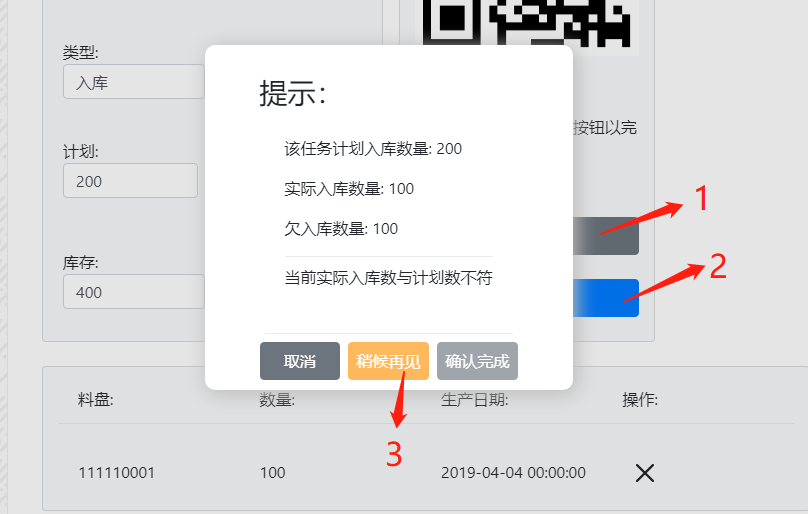 类型:
入库
计划:
200
库存:
400
提示：
该任务计划入库数量: 200
实际入库数量: 100
欠入库数量: 100
当前实际入库数与计划数不符
取消
稍候再见
确认完成
按钮以完
1
2
3
料盘:
数量:
生产日期:
操作:
111110001
100
2019-04-04 00:00:00